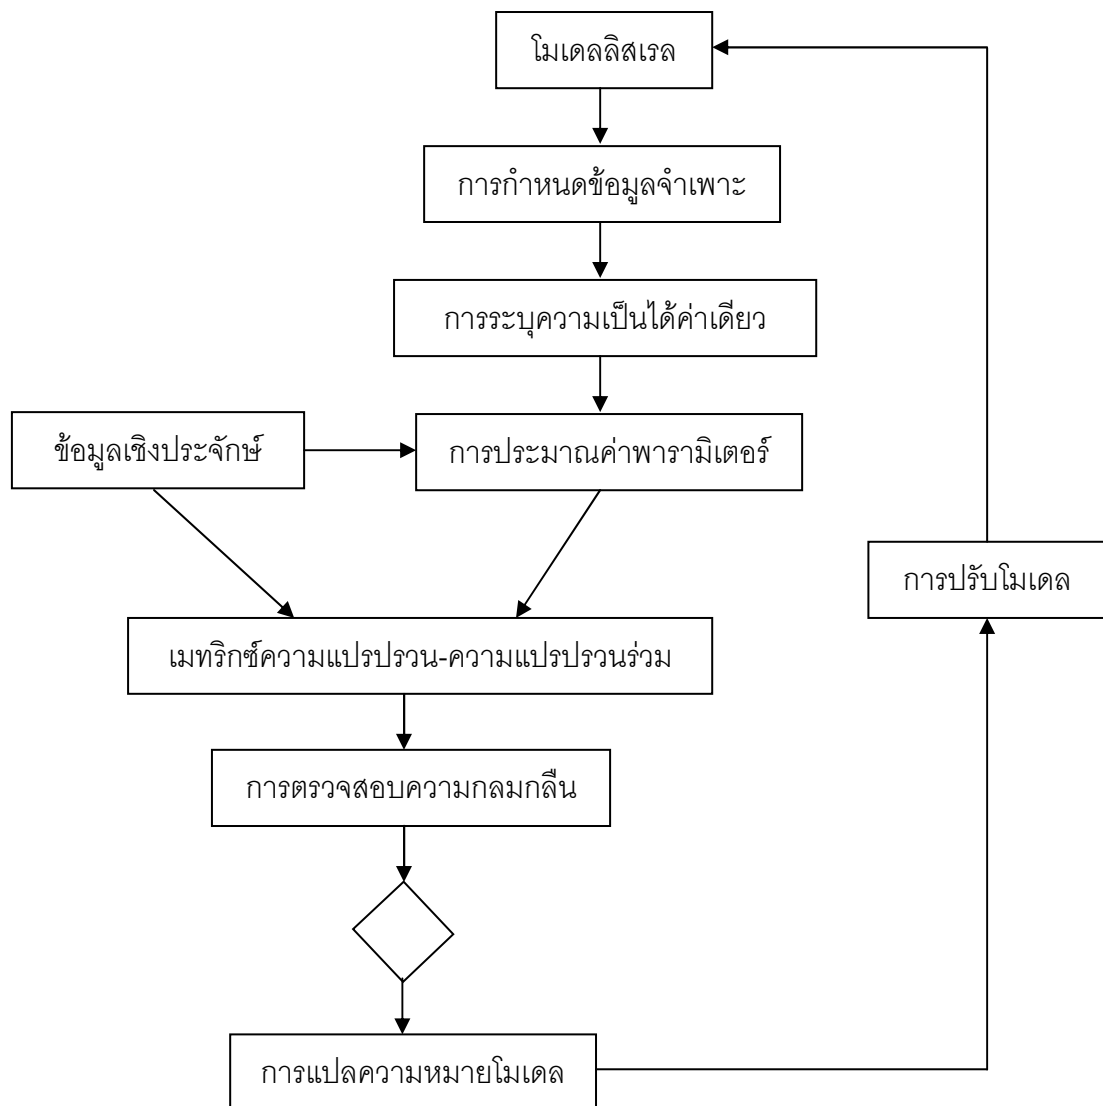 โมเดลลิสเรล
การกำหนดข้อมูลจำเพาะ
การระบุความเป็นได้ค่าเดียว
ข้อมูลเชิงประจักษ์
การประมาณค่าพารามิเตอร์
การปรับโมเดล
เมทริกซ์ความแปรปรวน-ความแปรปรวนร่วม
การตรวจสอบความกลมกลืน
การแปลความหมายโมเดล